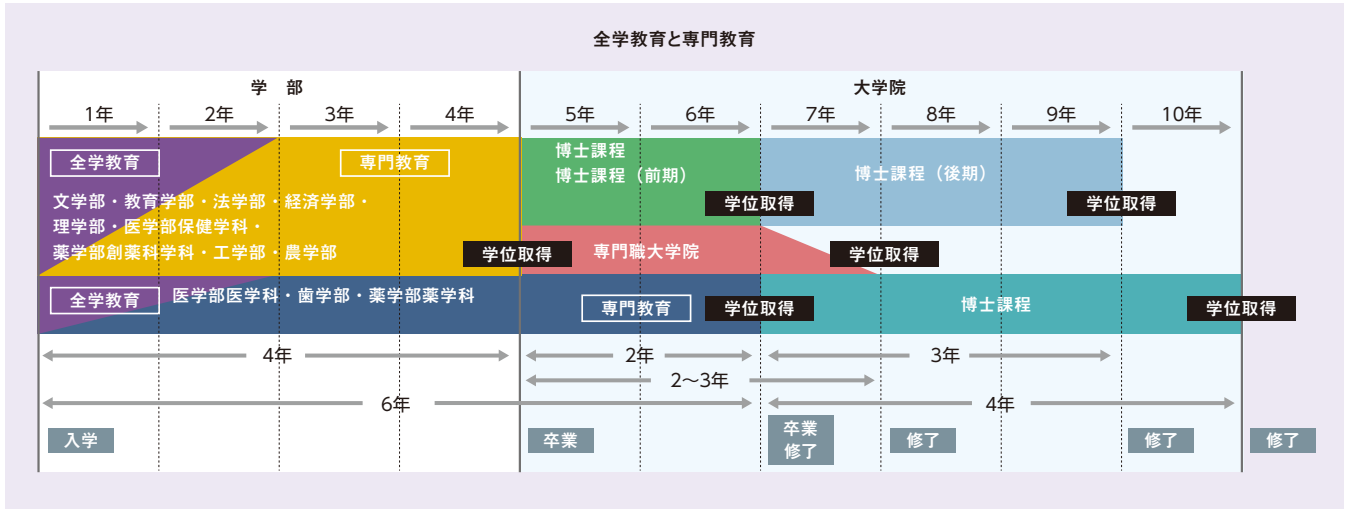 全学教育と専門教育
学 部
大学院
1年
2年
3年
4年
5年
6年
7年
8年
9年
10年
全学教育
専門教育
文学部・教育学部・法学部・経済学部・
理学部・医学部保健学科・
薬学部創薬科学科・工学部・農学部
学位取得
博士課程
博士課程（前期）
学位取得
博士課程（後期）
学位取得
専門職大学院
学位取得
全学教育
医学部医学科・歯学部・薬学部薬学科
専門教育
学位取得
博士課程
学位取得
4年
2年
3年
2〜3年
6年
4年
入学
卒業
卒業
修了
修了
修了
修了